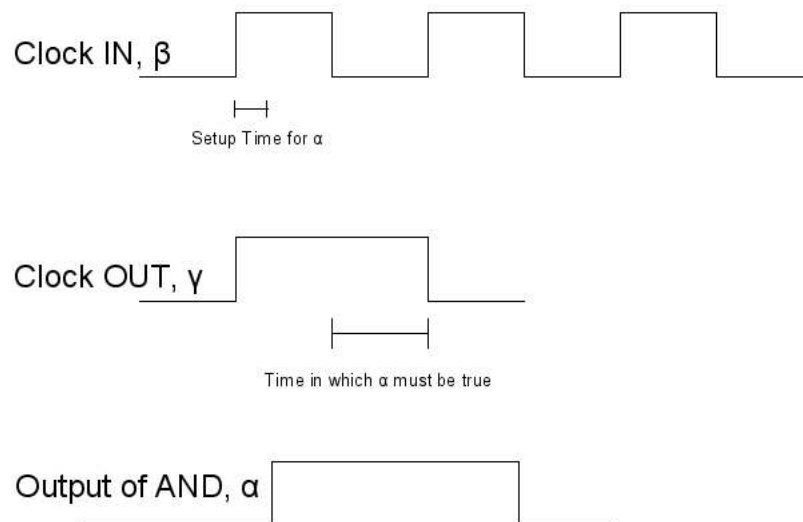 Clock IN, β
Setup Time for α
Clock OUT, γ
Time in which α must be true
Output of AND, α